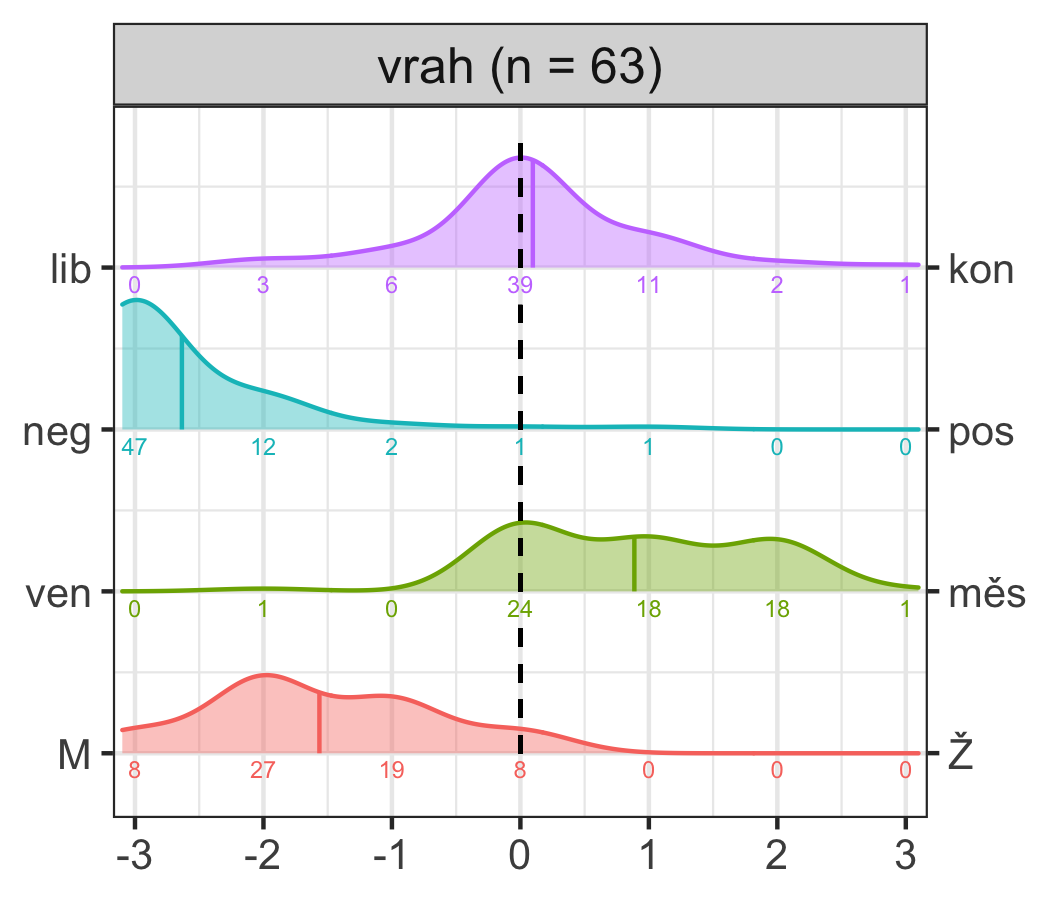 vrah (n = 63)
lib kon
0 3 6 39 11 2 1
neg pos
47 12 2 1 1 0 0
ven měs
0 1 0 24 18 18 1
M Ž
8 27 19 8 0 0 0
-3 -2 -1 0 1 2 3